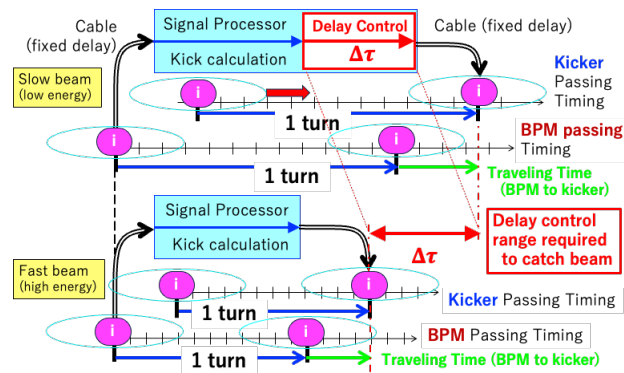 Cable
(fixed delay)
Signal Processor
Kick calculation
Delay Control
Δτ
Cable (fixed delay)
Slow beam
(low energy)
i
i
Kicker
Passing
Timing
1 turn
i
i
BPM passing
Timing
1 turn
Traveling Time
(BPM to kicker)
Signal Processor
Kick calculation
Δτ
Delay control
range required
to catch beam
Fast beam
(high energy)
i
i
1 turn
Kicker Passing Timing
i
i
BPM Passing Timing
1 turn
Traveling Time (BPM to kicker)